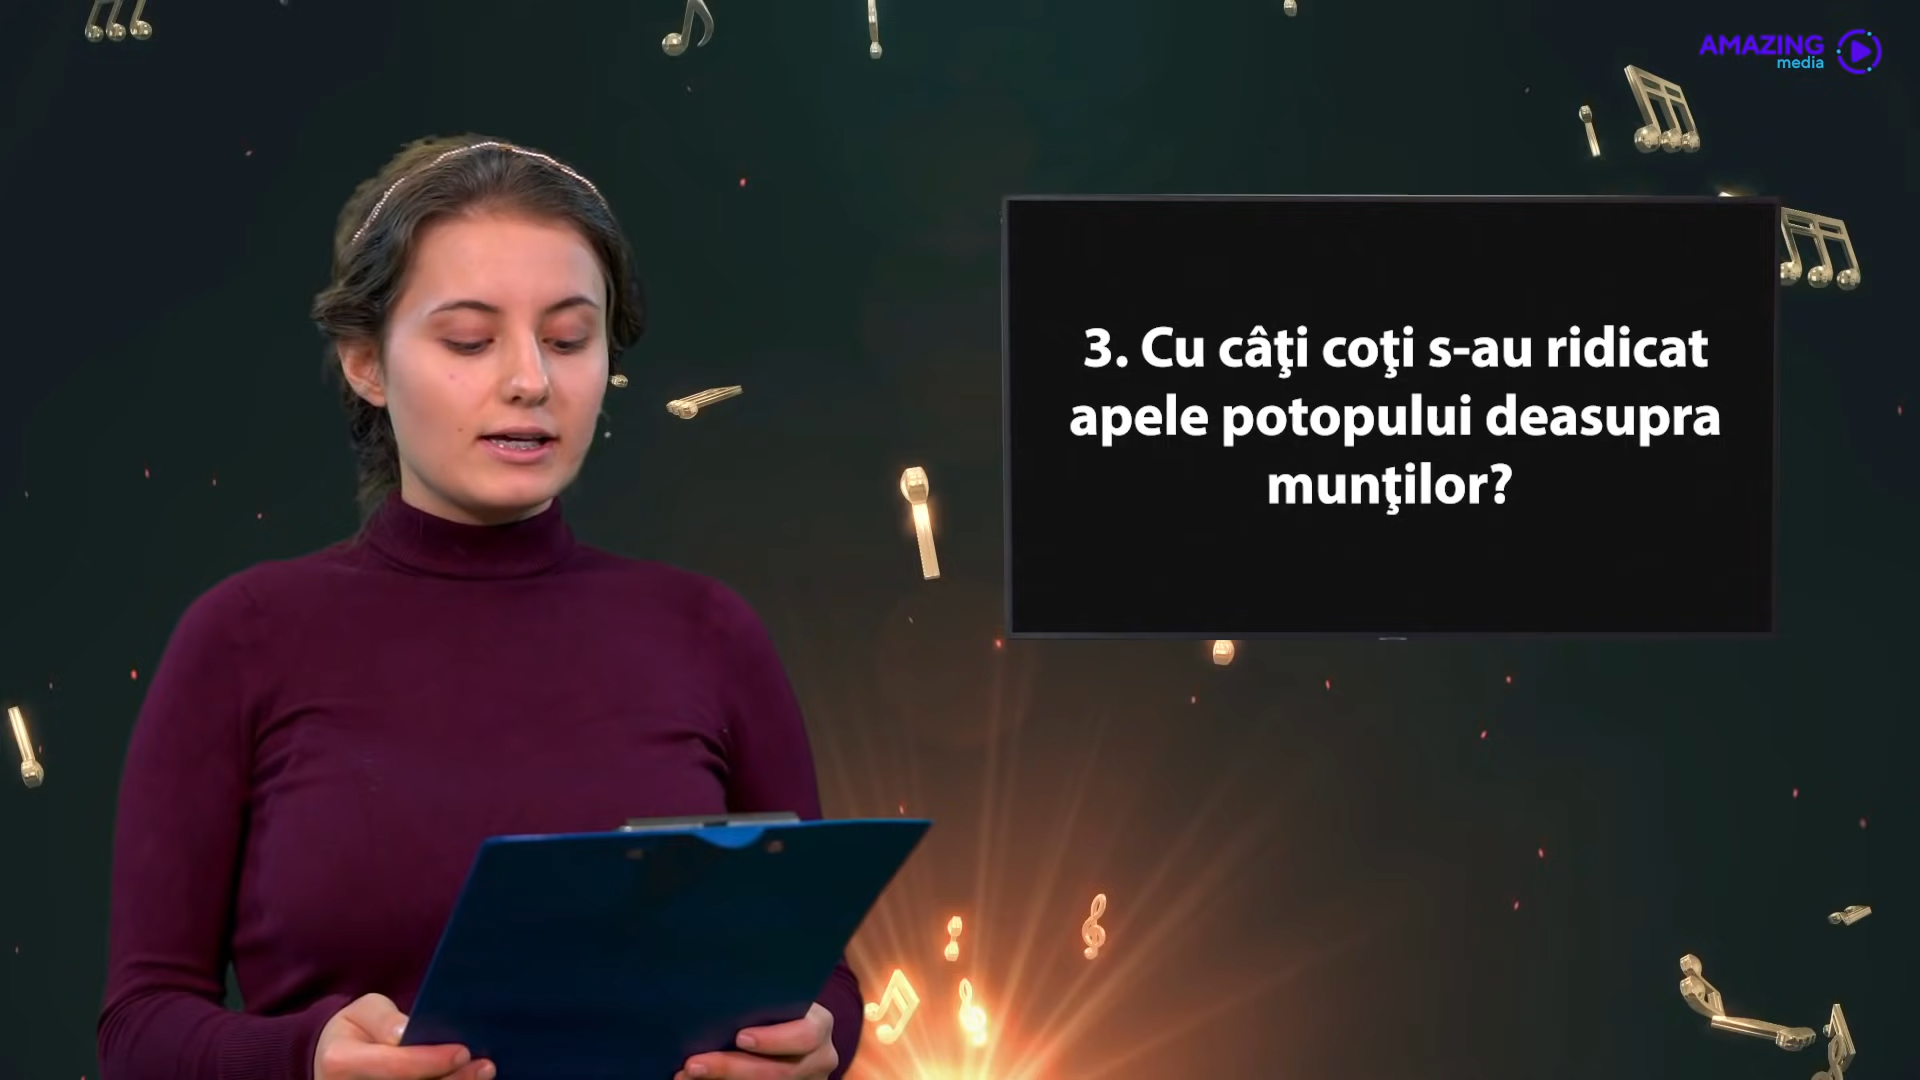 AMAZING
media
3. Cu câţi coţi s-au ridicat
apele potopului deasupra
munţilor?